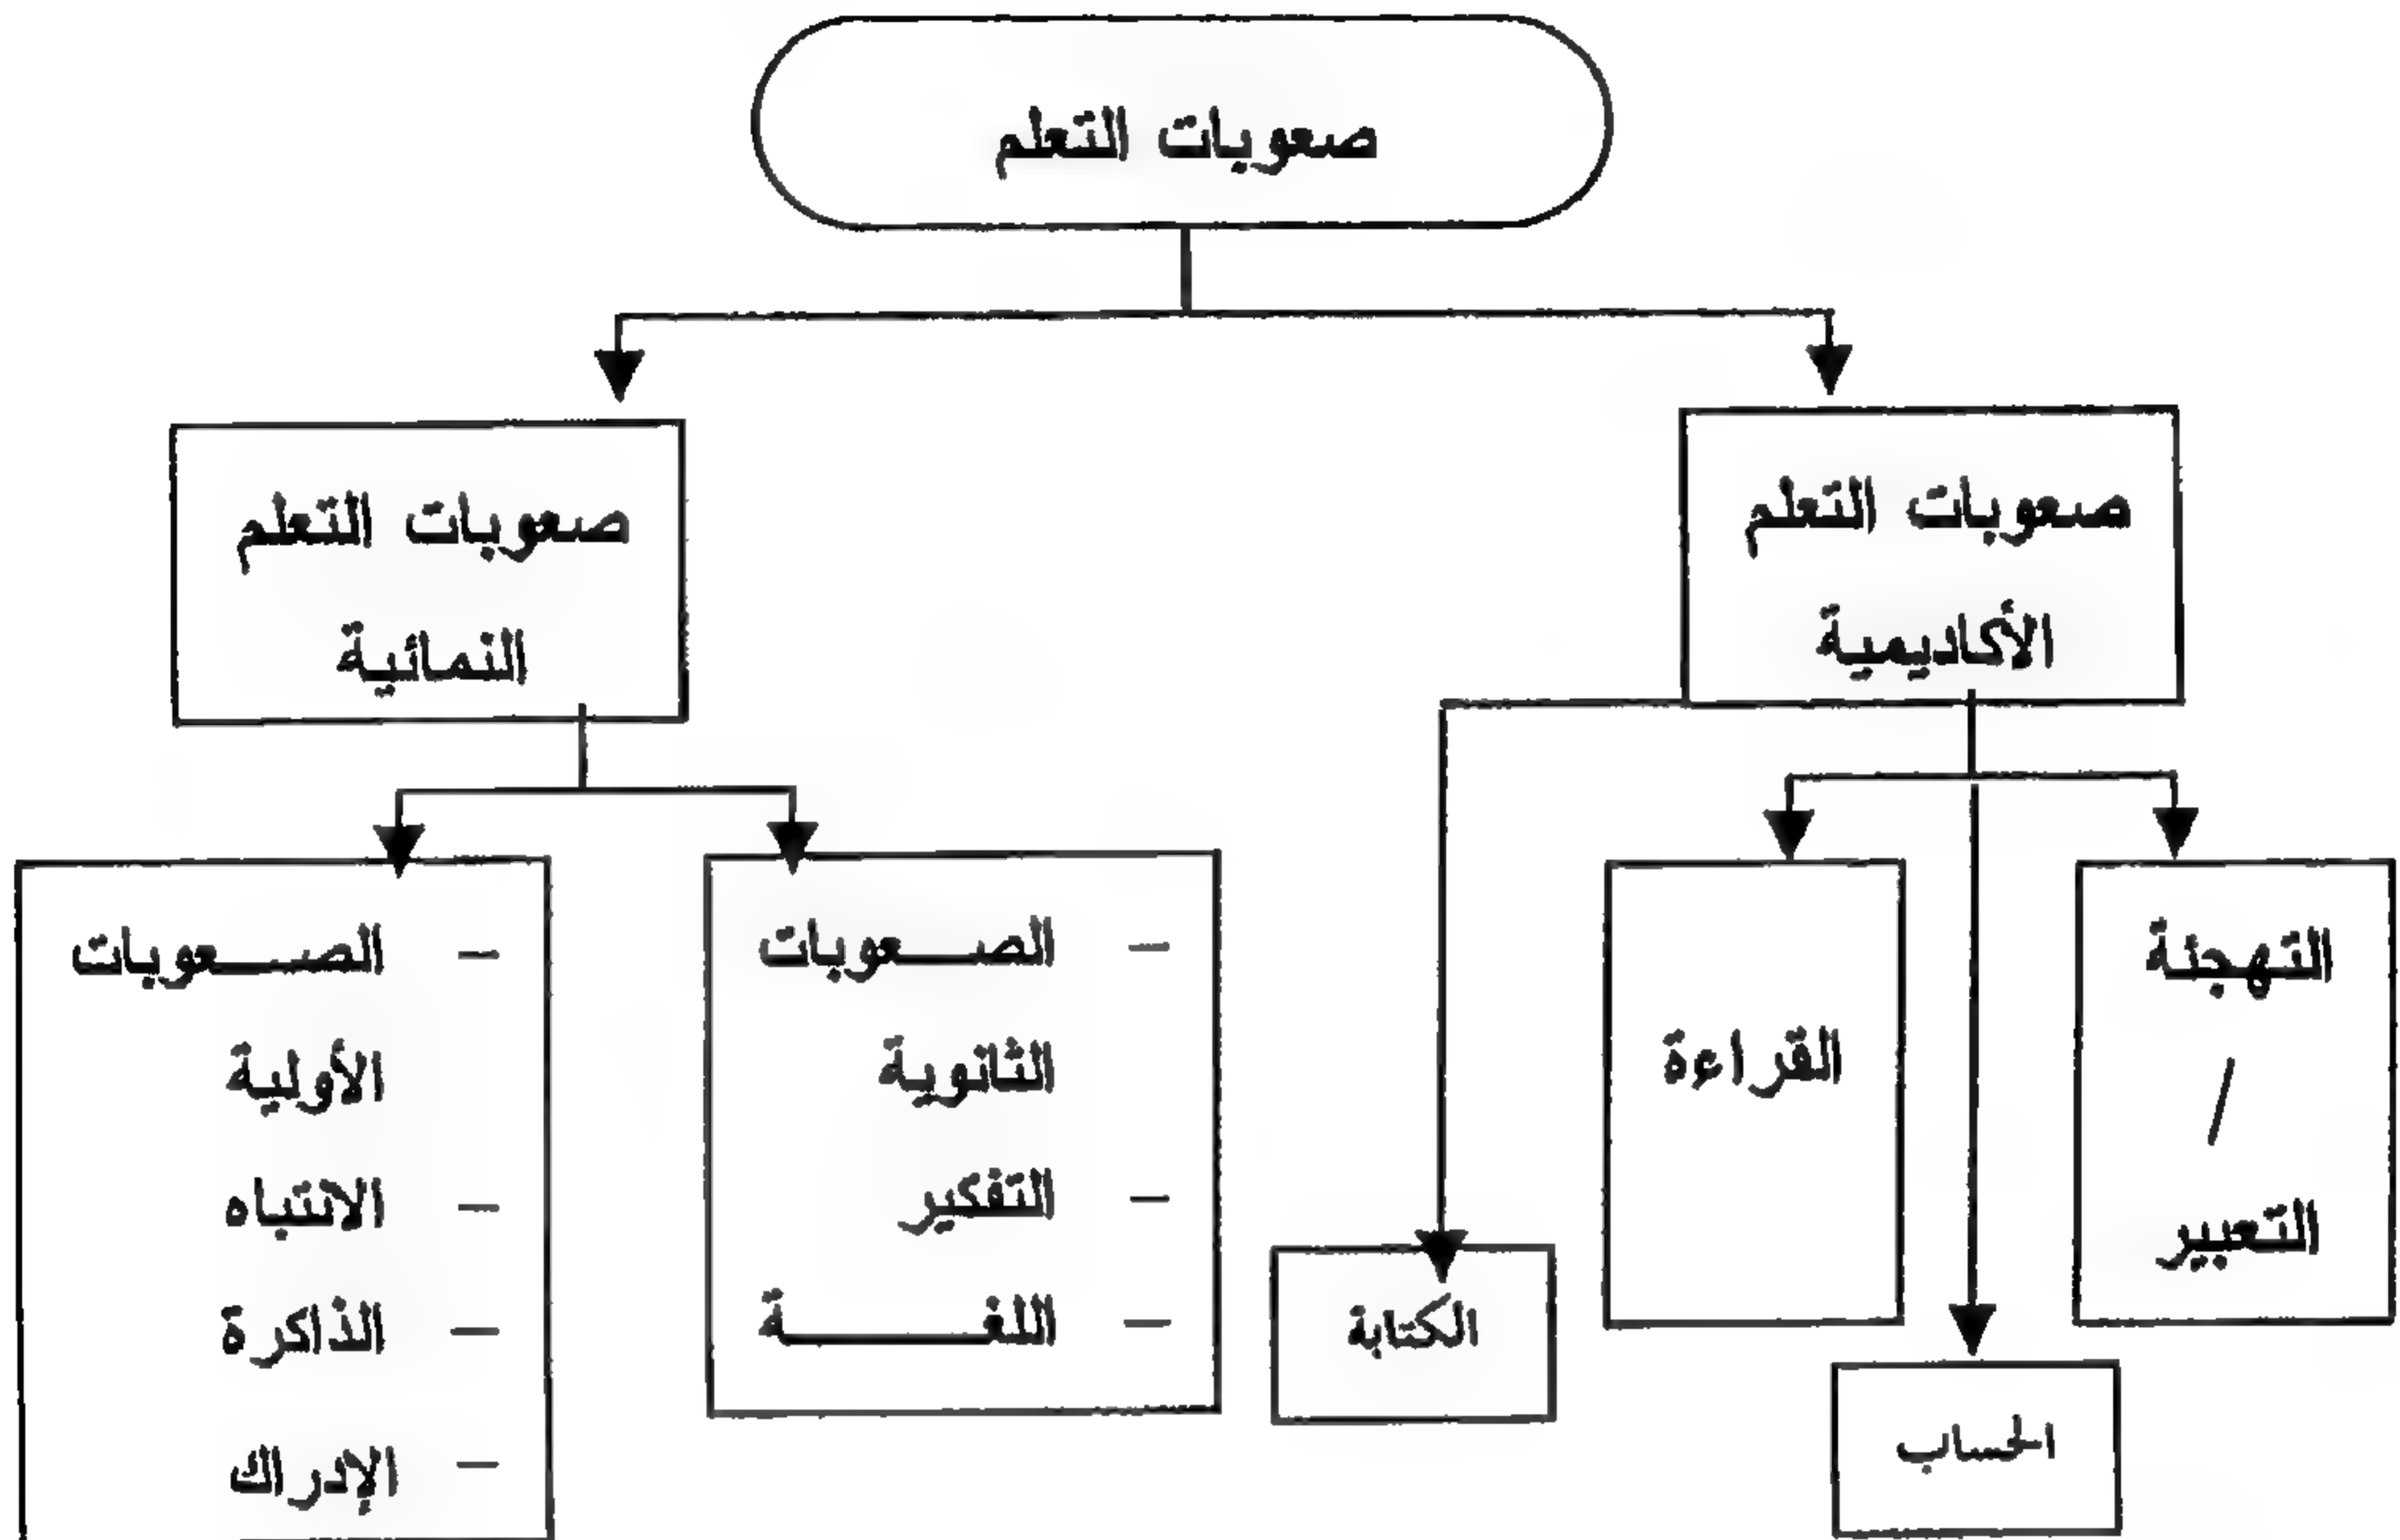 صعوبات التعلم
صعوبات التعلم
الأكاديمية
صعوبات التعلم
النمائية
التهجئة
/
التعبير
القراءة
الحساب
الكتابة
– الصعوبات
الثانوية
– التفكير
– اللغة
– الصعوبات
الأولية
– الانتباه
– الذاكرة
– الإدراك